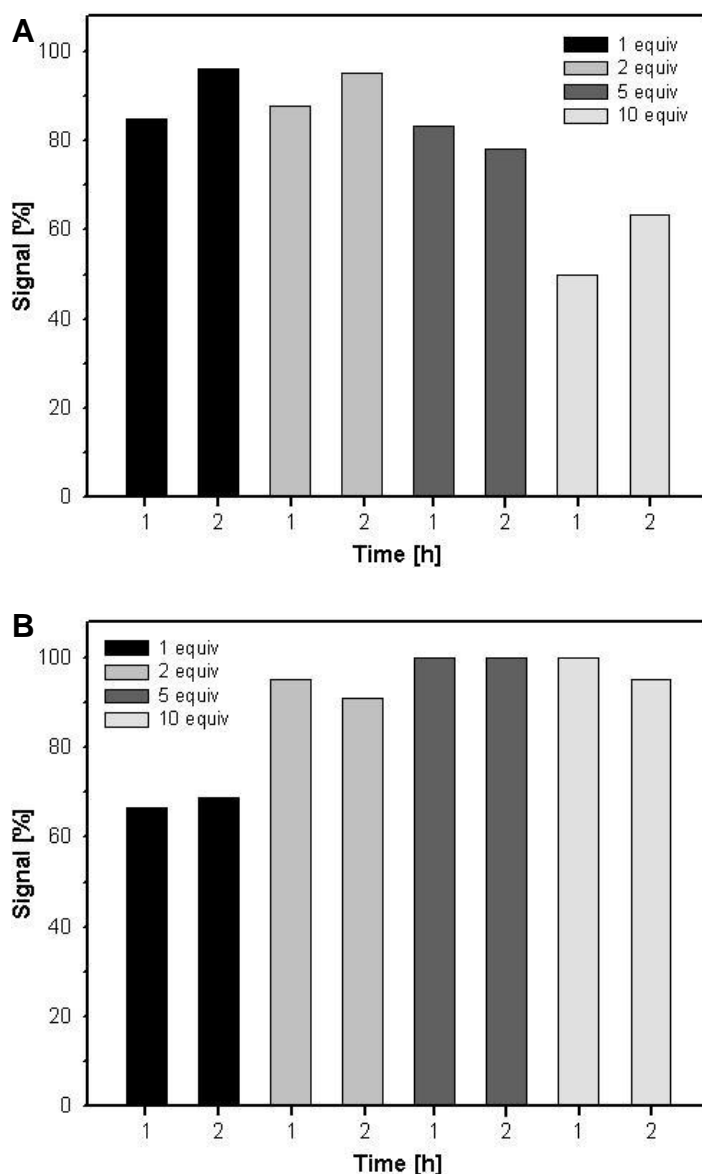 A
1 equiv
2 equiv
5 equiv
10 equiv
100
80
60
40
20
0
Signal [%]
1 2 1 2 1 2 1 2
Time [h]
B
1 equiv
2 equiv
5 equiv
10 equiv
100
80
60
40
20
0
Signal [%]
1 2 1 2 1 2 1 2
Time [h]